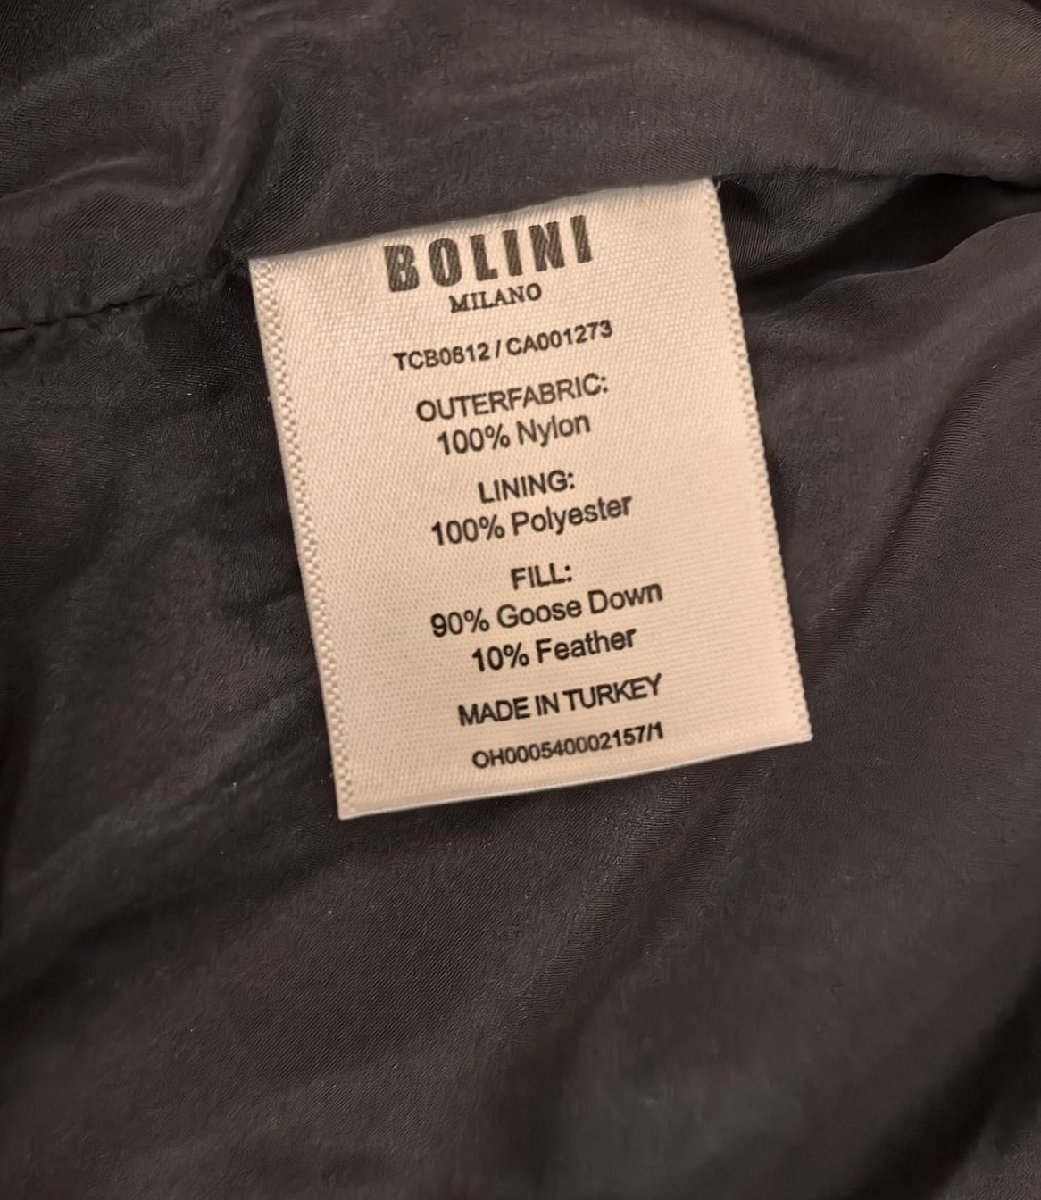 BOLINI
MILANO
TCB0612 / CA001273
OUTERFABRIC:
100% Nylon
LINING:
100% Polyester
FILL:
90% Goose Down
10% Feather
MADE IN TURKEY
OH000540002157/1